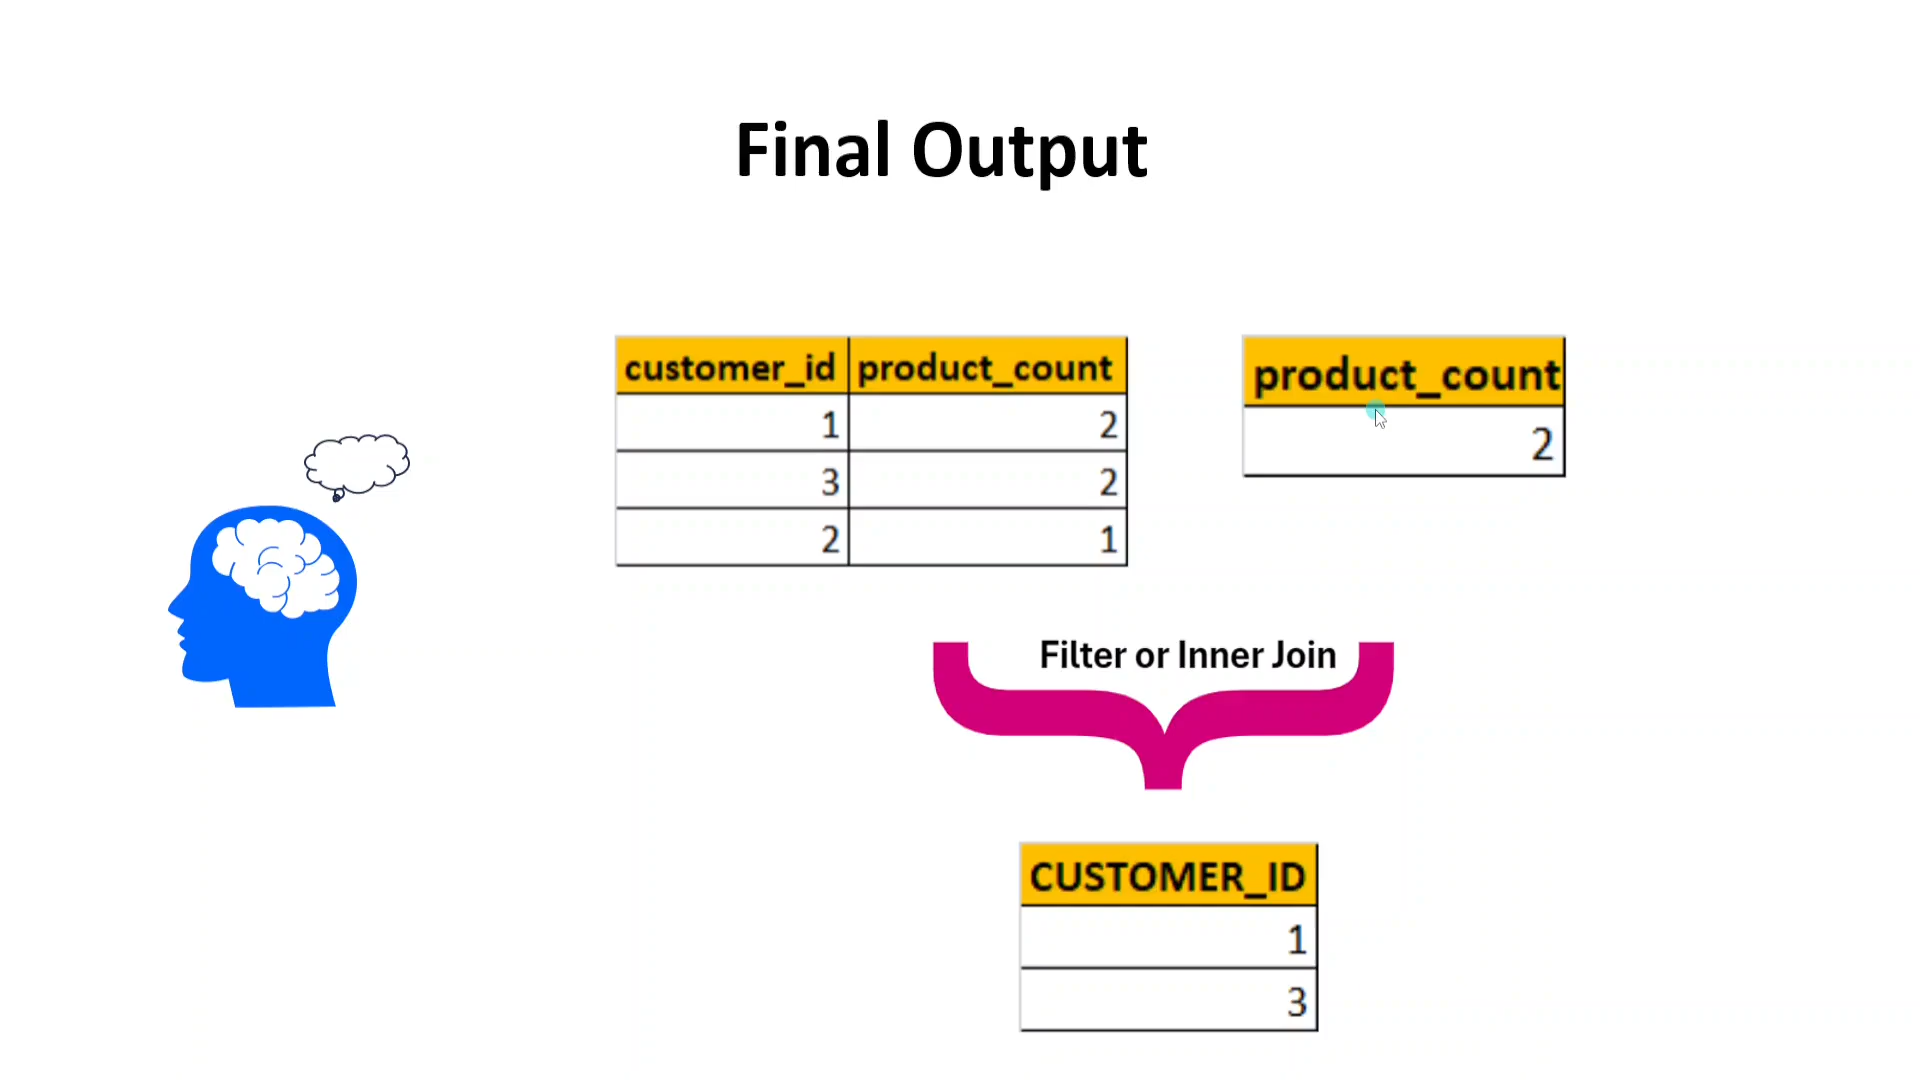 Final Output
customer_id product_count
1 2
3 2
2 1
product_count
2
Filter or Inner Join
CUSTOMER_ID
1
3